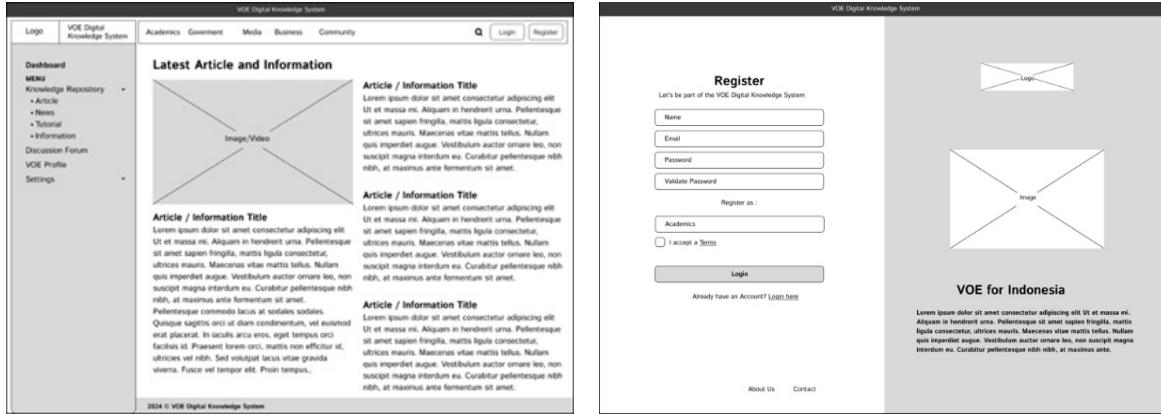 VOE Digital Knowledge System
Logo
VOE Digital
Knowledge System
Academics Goverment Media Business Community
Login Register
Dashboard
MENU
Knowledge Repository
• Article
• News
• Tutorial
• Information
Discussion Forum
VOE Profile
Settings
Latest Article and Information
Image/Video
Article / Information Title
Lorem ipsum dolor sit amet consectetur adipiscing elit
Ut et massa mi. Aliquam in hendrerit urna. Pellentesque
sit amet sapien fringilla, mattis ligula consectetur,
ultrices mauris. Maecenas vitae mattis tellus. Nullam
quis imperdiet augue. Vestibulum auctor ornare leo, non
suscipit magna interdum eu. Curabitur pellentesque nibh
nibh, at maximus ante fermentum sit amet.
Pellentesque commodo lacus at sodales sodales.
Quisque sagittis orci ut diam condimentum, vel euismod
erat placerat. In iaculis arcu eros, eget tempus orci
facilisis id. Praesent lorem orci, mattis non efficitur id,
ultricies vel nibh. Sed volutpat lacus vitae gravida
viverra. Fusce vel tempor elit. Proin tempus..
Article / Information Title
Lorem ipsum dolor sit amet consectetur adipiscing elit
Ut et massa mi. Aliquam in hendrerit urna. Pellentesque
sit amet sapien fringilla, mattis ligula consectetur,
ultrices mauris. Maecenas vitae mattis tellus. Nullam
quis imperdiet augue. Vestibulum auctor ornare leo, non
suscipit magna interdum eu. Curabitur pellentesque nibh
nibh, at maximus ante fermentum sit amet.
Article / Information Title
Lorem ipsum dolor sit amet consectetur adipiscing elit
Ut et massa mi. Aliquam in hendrerit urna. Pellentesque
sit amet sapien fringilla, mattis ligula consectetur,
ultrices mauris. Maecenas vitae mattis tellus. Nullam
quis imperdiet augue. Vestibulum auctor ornare leo, non
suscipit magna interdum eu. Curabitur pellentesque nibh
nibh, at maximus ante fermentum sit amet.
Article / Information Title
Lorem ipsum dolor sit amet consectetur adipiscing elit
Ut et massa mi. Aliquam in hendrerit urna. Pellentesque
sit amet sapien fringilla, mattis ligula consectetur,
ultrices mauris. Maecenas vitae mattis tellus. Nullam
quis imperdiet augue. Vestibulum auctor ornare leo, non
suscipit magna interdum eu. Curabitur pellentesque nibh
nibh, at maximus ante fermentum sit amet.
2024 © VOE Digital Knowledge System
VOE Digital Knowledge System
Register
Let's be part of the VOE Digital Knowledge System
Name
Email
Password
Validate Password
Register as :
Academics
I accept a Terms
Login
Already have an Account? Login here
About Us Contact
Logo
Image
VOE for Indonesia
Lorem ipsum dolor sit amet consectetur adipiscing elit Ut et massa mi.
Aliquam in hendrerit urna. Pellentesque sit amet sapien fringilla, mattis
ligula consectetur, ultrices mauris. Maecenas vitae mattis tellus. Nullam
quis imperdiet augue. Vestibulum auctor ornare leo, non suscipit magna
interdum eu. Curabitur pellentesque nibh nibh, at maximus ante.